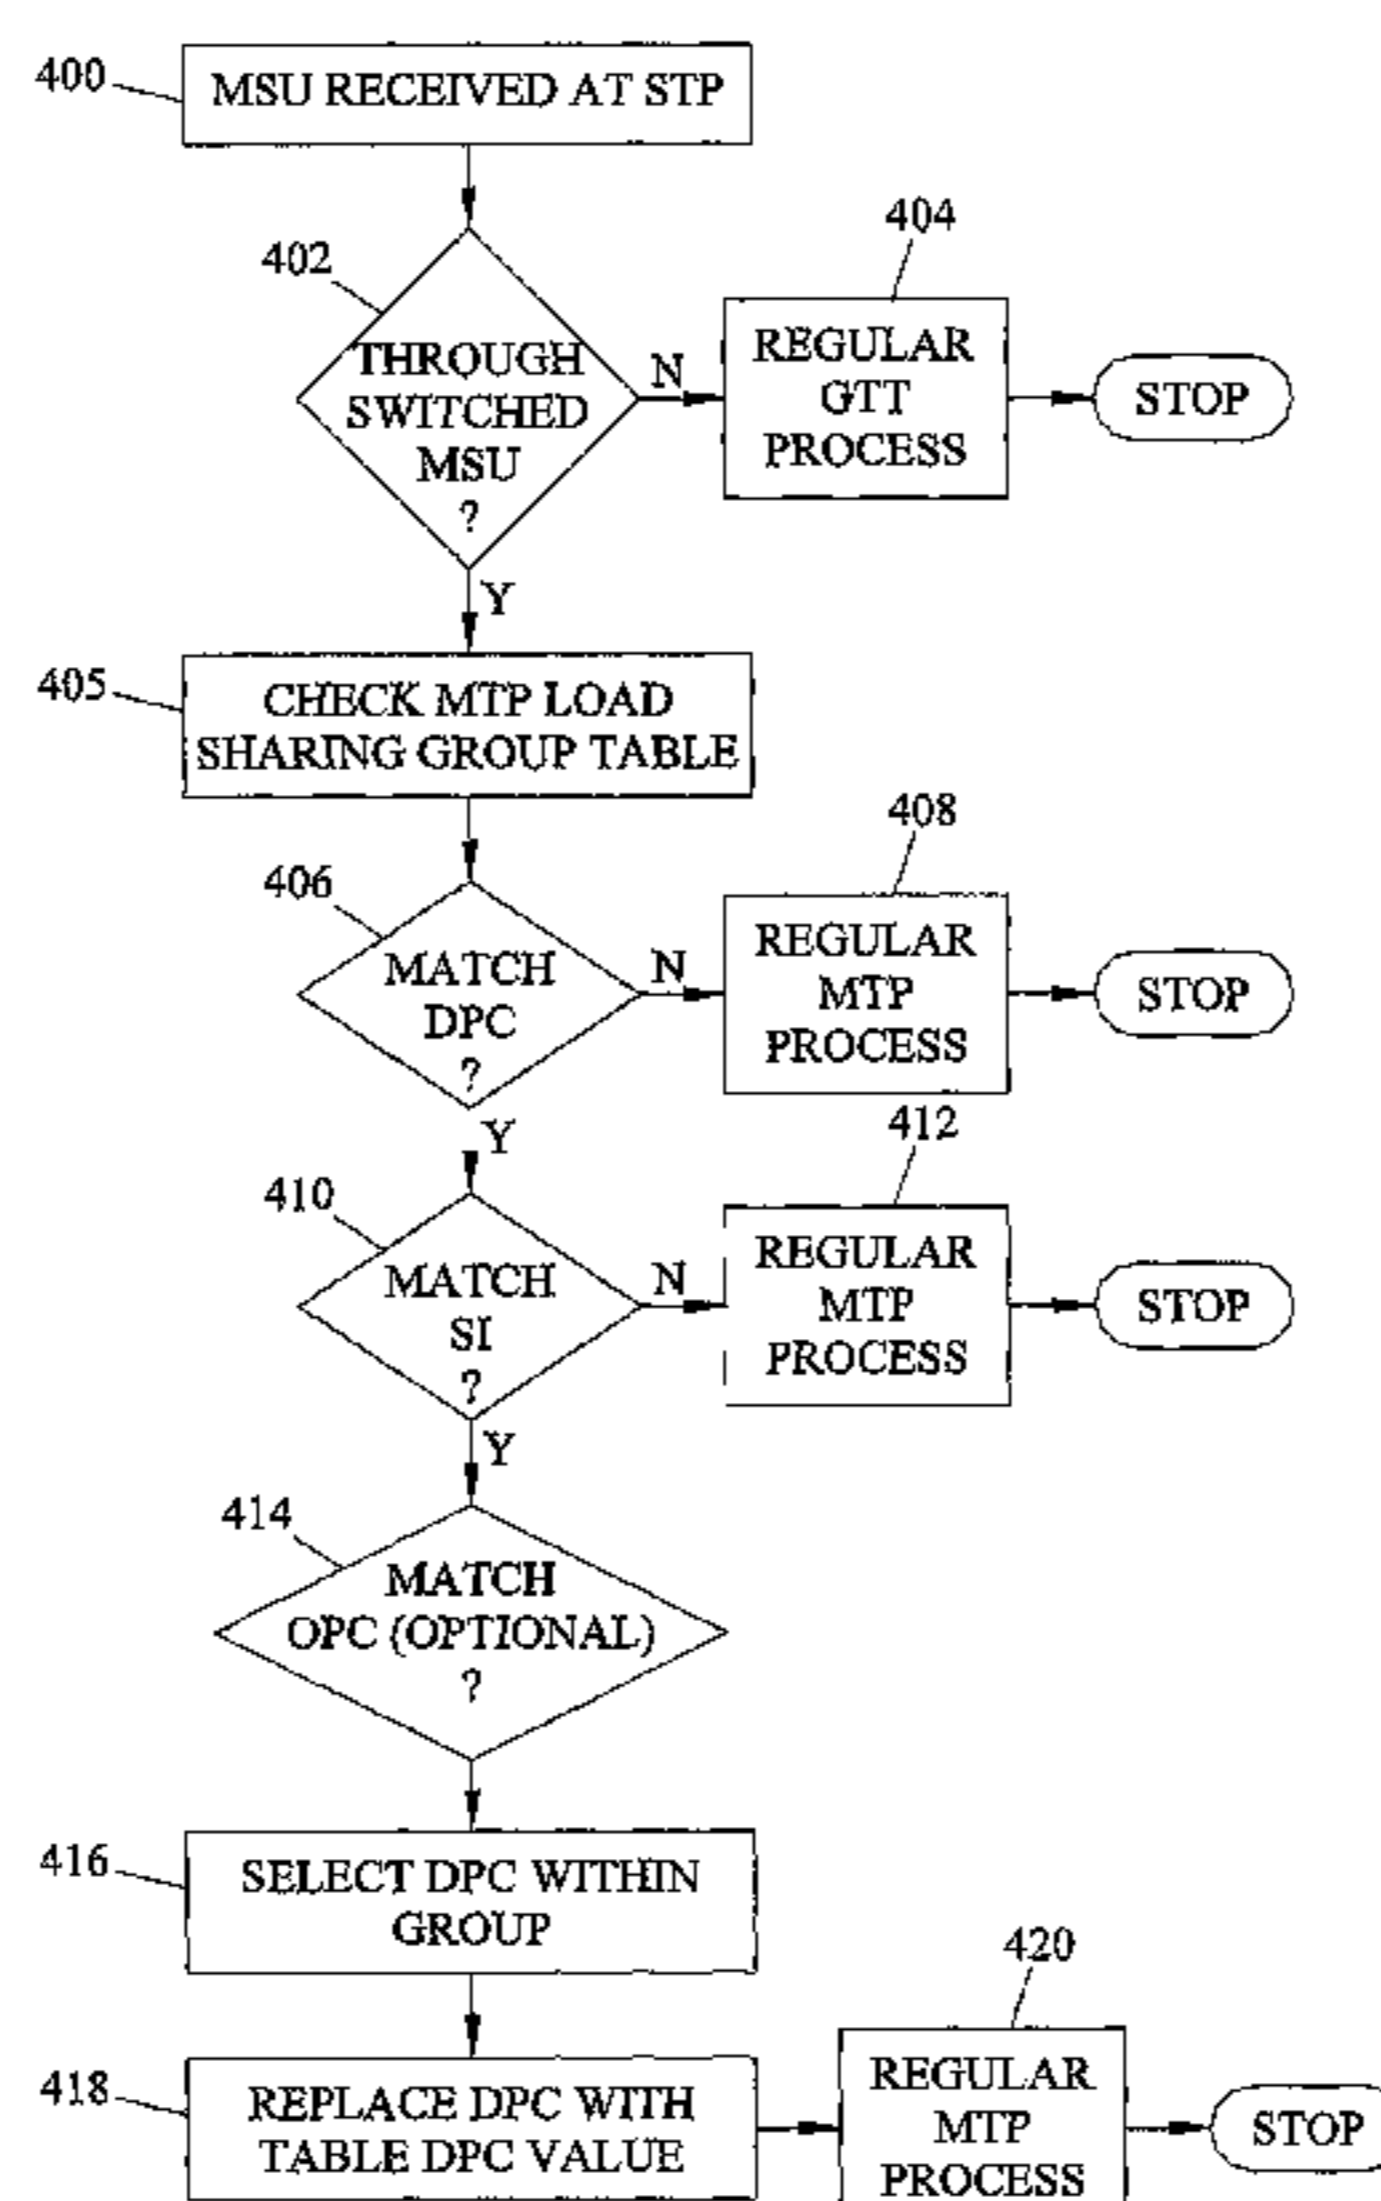 400
MSU RECEIVED AT STP
402
THROUGH
SWITCHED
MSU
?
N
404
REGULAR
GTT
PROCESS
STOP
Y
405
CHECK MTP LOAD
SHARING GROUP TABLE
406
MATCH
DPC
?
N
408
REGULAR
MTP
PROCESS
STOP
Y
410
MATCH
SI
?
N
412
REGULAR
MTP
PROCESS
STOP
Y
414
MATCH
OPC (OPTIONAL)
?
416
SELECT DPC WITHIN
GROUP
418
REPLACE DPC WITH
TABLE DPC VALUE
420
REGULAR
MTP
PROCESS
STOP